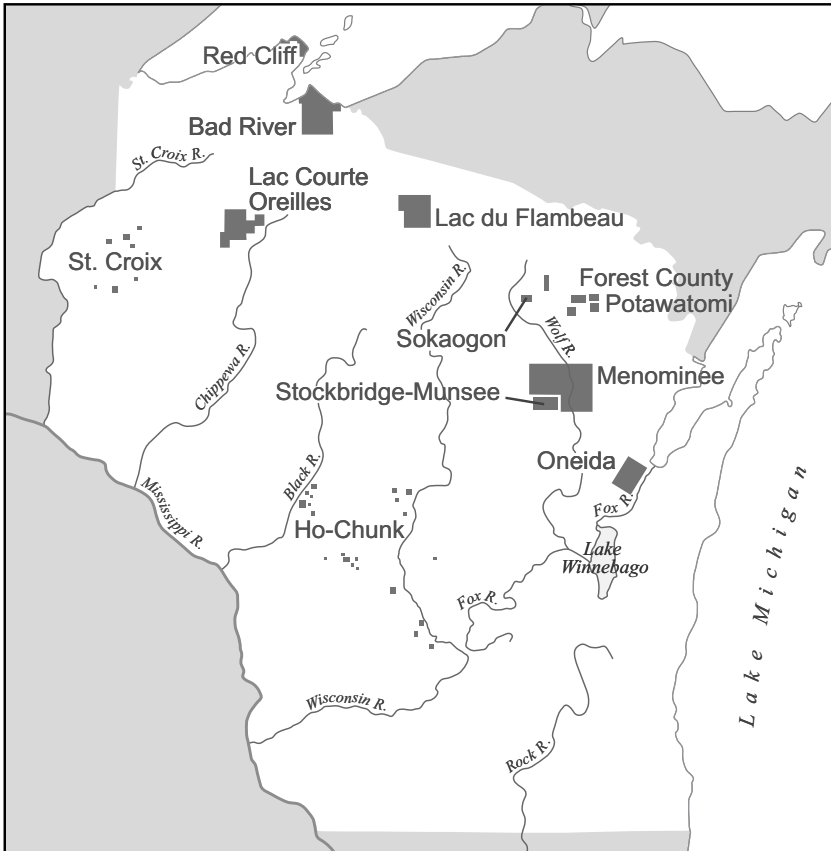 Red Cliff
Bad River
St. Croix R.
Lac Courte
Oreilles
Lac du Flambeau
St. Croix
Wisconsin R.
Forest County
Potawatomi
Sokaogon
Wolf R.
Chippewa R.
Menominee
Stockbridge-Munsee
Oneida
Mississippi R.
Black R.
Fox R.
Ho-Chunk
Lake
Winnebago
Fox R.
Lake Michigan
Wisconsin R.
Rock R.